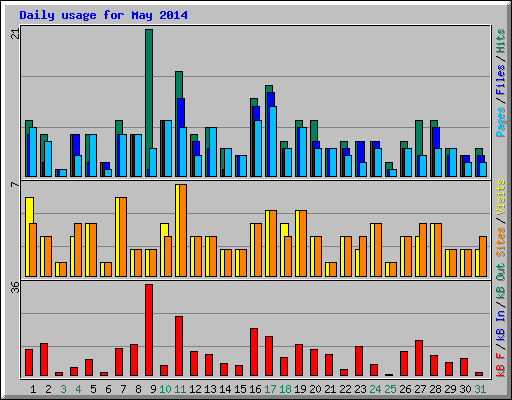 Daily usage for May 2014
21
Pages / Files / Hits
7
Sites / Visits
36
kB F / kB In / kB Out
1 2 3 4 5 6 7 8 9 10 11 12 13 14 15 16 17 18 19 20 21 22 23 24 25 26 27 28 29 30 31